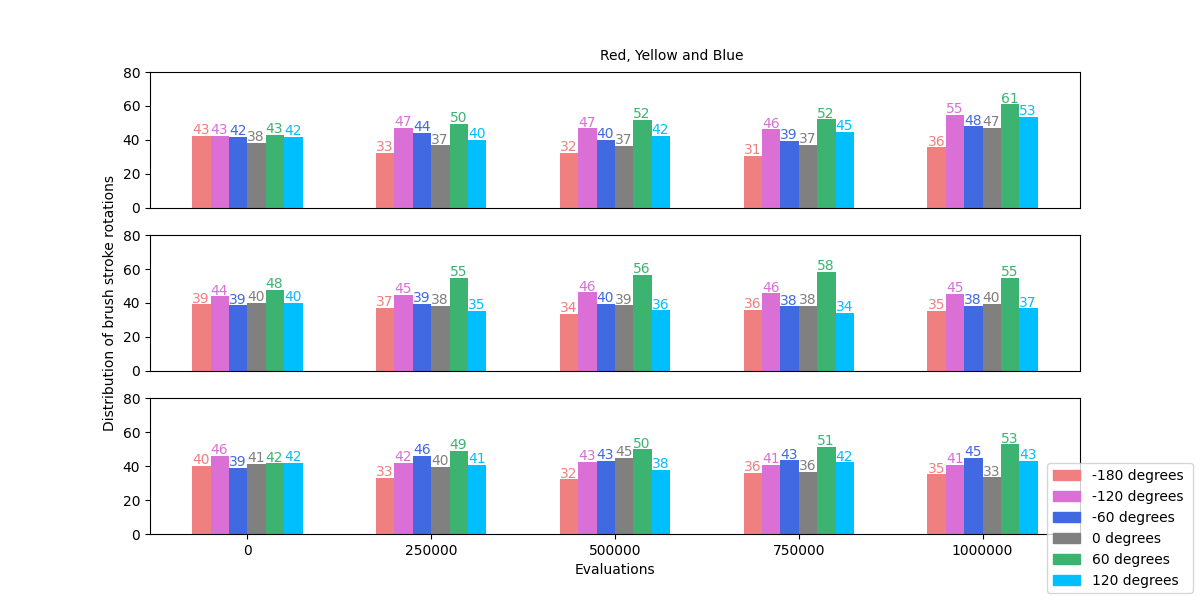 Red, Yellow and Blue
Distribution of brush stroke rotations
80
60
40
20
0
43 43 42 38 43 42
33 47 44 37 50 40
32 47 40 37 52 42
31 46 39 37 52 45
36 55 48 47 61 53
80
60
40
20
0
39 44 39 40 48 40
37 45 39 38 55 35
34 46 40 39 56 36
36 46 38 38 58 34
35 45 38 40 55 37
80
60
40
20
0
40 46 39 41 42 42
33 42 46 40 49 41
32 43 43 45 50 38
36 41 43 36 51 42
35 41 45 33 53 43
0 250000 500000 750000 1000000
Evaluations
-180 degrees
-120 degrees
-60 degrees
0 degrees
60 degrees
120 degrees